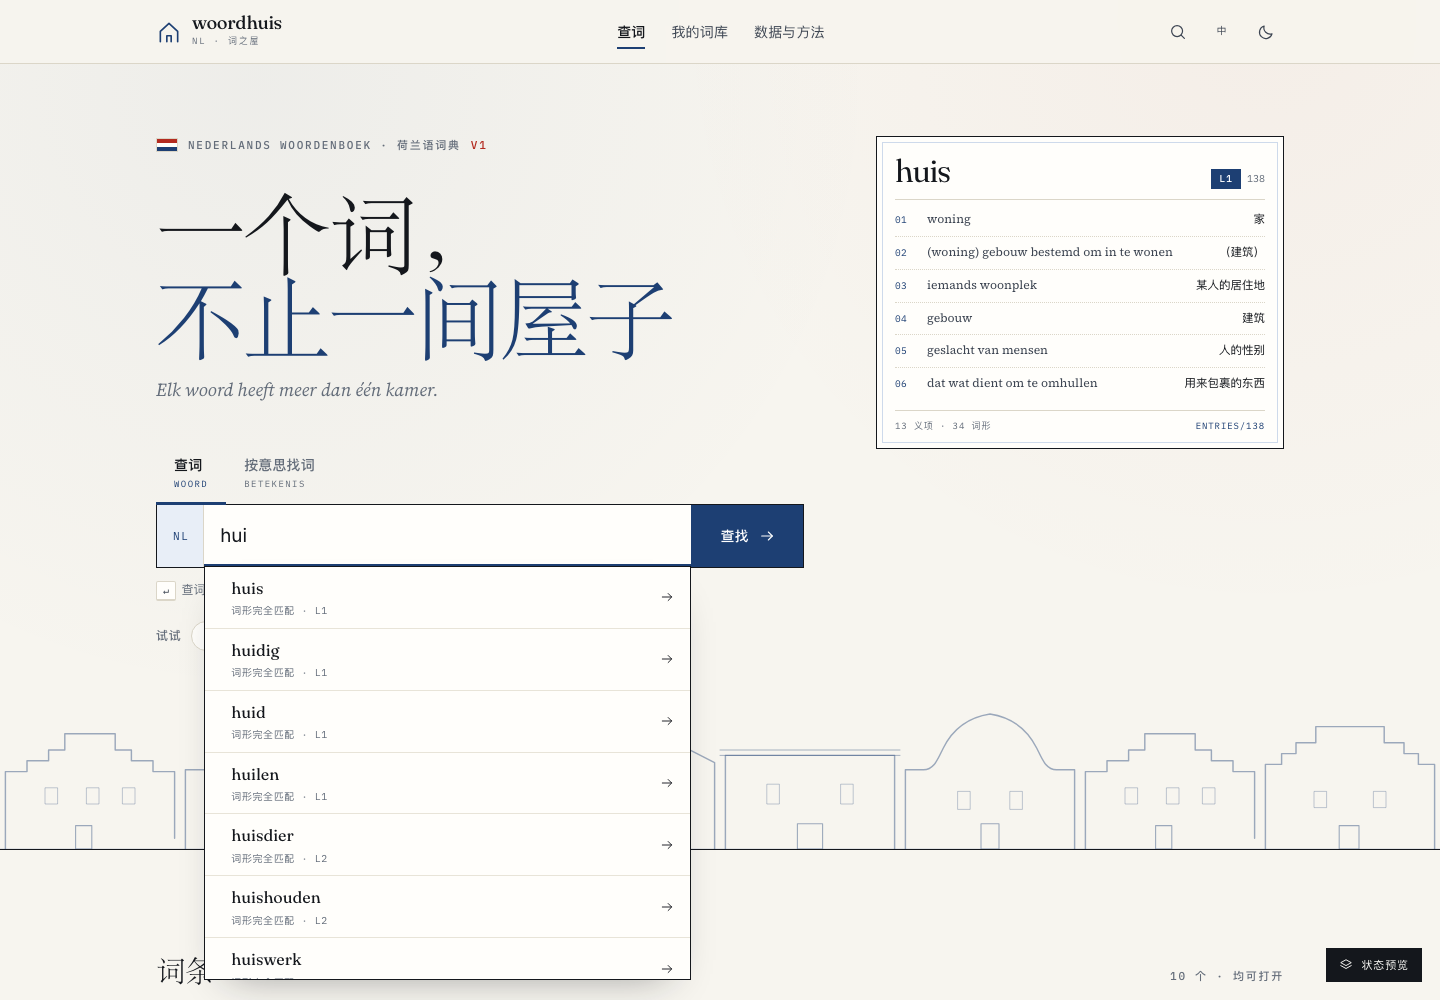 woordhuis
NL · 词之屋
查词 我的词库 数据与方法
中
NEDERLANDS WOORDENBOEK · 荷兰语词典 V1
一个词，
不止一间屋子
Elk woord heeft meer dan één kamer.
huis
L1 138
01 woning 家
02 (woning) gebouw bestemd om in te wonen （建筑）
03 iemands woonplek 某人的居住地
04 gebouw 建筑
05 geslacht van mensen 人的性别
06 dat wat dient om te omhullen 用来包裹的东西
13 义项 · 34 词形 ENTRIES/138
查词 按意思找词
WOORD BETEKENIS
NL hui 查找 →
↵ 查词
试试
huis
词形完全匹配 · L1
→
huidig
词形完全匹配 · L1
→
huid
词形完全匹配 · L1
→
huilen
词形完全匹配 · L1
→
huisdier
词形完全匹配 · L2
→
huishouden
词形完全匹配 · L2
→
huiswerk
→
词条
10 个 · 均可打开
状态预览